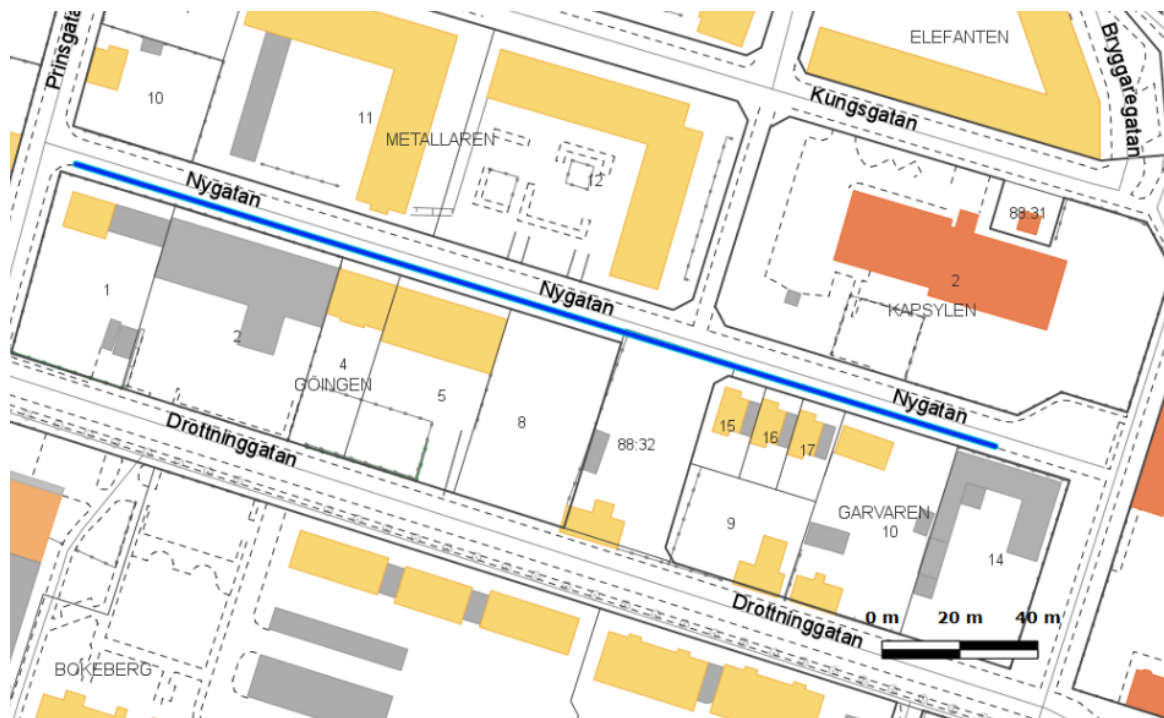 ELEFANTEN
Bryggaregatan
Prinsgatan
10
11
Kungsgatan
METALLAREN
12
Nygatan
88:31
2
KAPSYLEN
Nygatan
1
2
4
GÖINGEN
5
8
Nygatan
Drottninggatan
88:32
15
16
17
GARVAREN
10
9
14
Drottninggatan
0 m 20 m 40 m
BOKEBERG